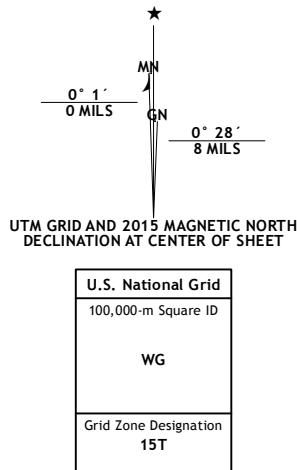 ★
MN
GN
0° 1´
0 MILS
0° 28´
8 MILS
UTM GRID AND 2015 MAGNETIC NORTH
DECLINATION AT CENTER OF SHEET
U.S. National Grid
100,000-m Square ID
WG
Grid Zone Designation
15T